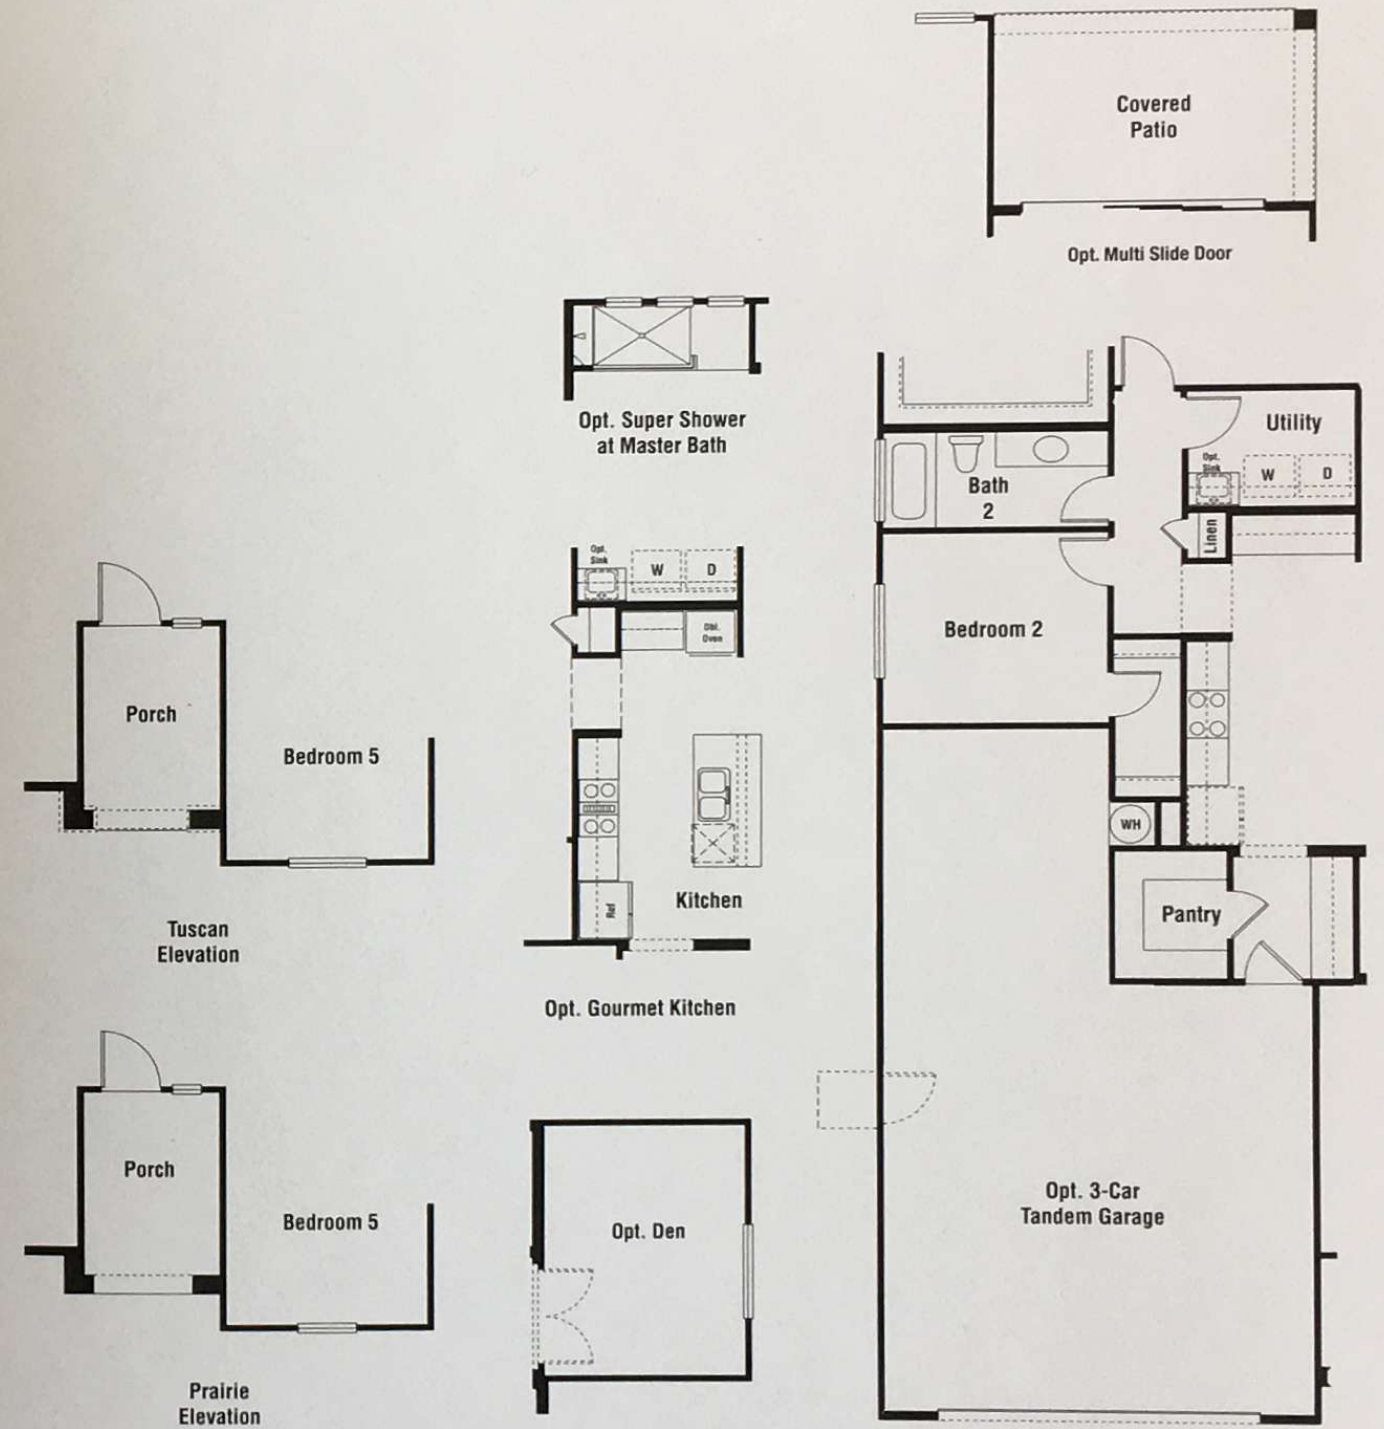 Covered
Patio
Opt. Multi Slide Door
Opt. Super Shower
at Master Bath
Utility
Opt.
Sink
W
D
Bath
2
Linen
Bedroom 2
WH
Pantry
Opt. 3-Car
Tandem Garage
Opt.
Sink
W
D
Dbl.
Oven
Ref
Kitchen
Opt. Gourmet Kitchen
Opt. Den
Porch
Bedroom 5
Tuscan
Elevation
Porch
Bedroom 5
Prairie
Elevation